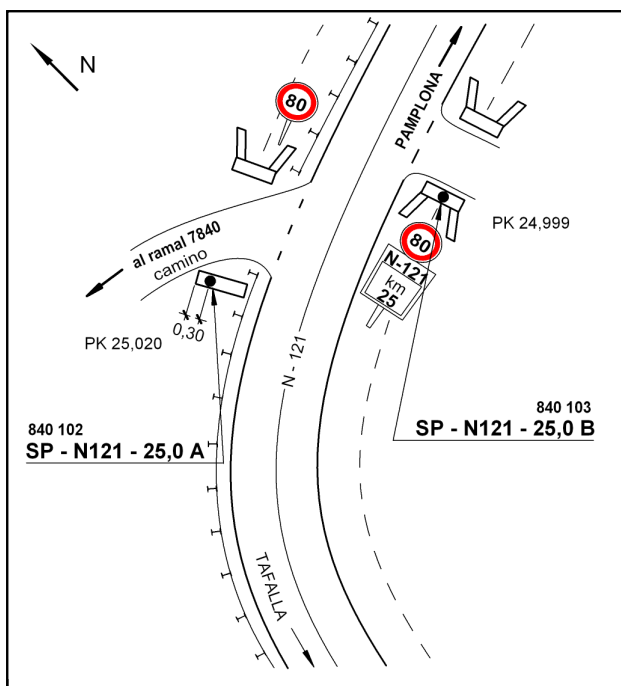 N
80
PAMPLONA
PK 24,999
al ramal 7840
camino
80
N-121
km
25
0,30
PK 25,020
N - 121
840 102
SP - N121 - 25,0 A
840 103
SP - N121 - 25,0 B
TAFALLA